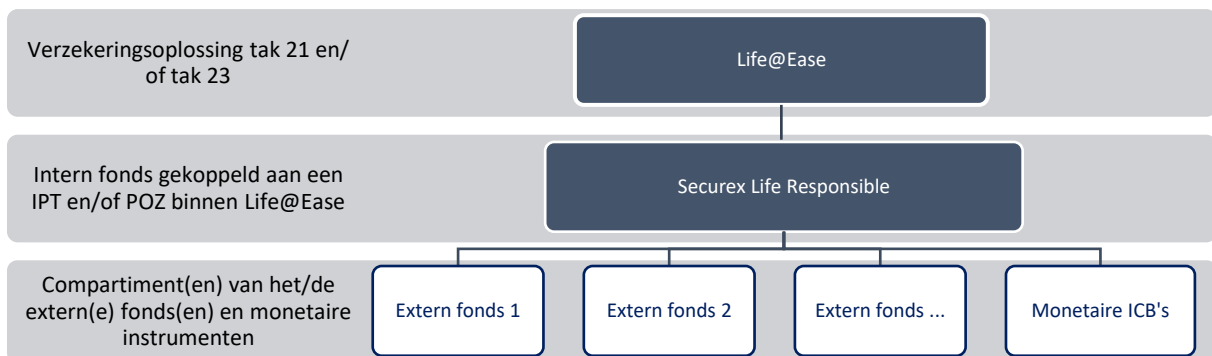 Verzekeringsoplossing tak 21 en/
of tak 23
Life@Ease
Intern fonds gekoppeld aan een
IPT en/of POZ binnen Life@Ease
Securex Life Responsible
Compartiment(en) van het/de
extern(e) fonds(en) en monetaire
instrumenten
Extern fonds 1
Extern fonds 2
Extern fonds ...
Monetaire ICB's